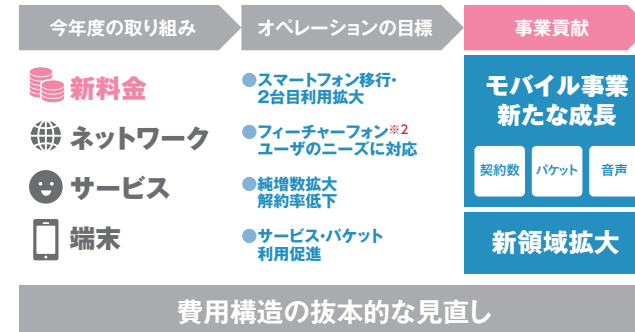 今年度の取り組み
オペレーションの目標
事業貢献
新料金
ネットワーク
サービス
端末
●スマートフォン移行・
2台目利用拡大
●フィーチャーフォン※2
ユーザのニーズに対応
●純増数拡大
解約率低下
●サービス・パケット
利用促進
モバイル事業
新たな成長
契約数
パケット
音声
新領域拡大
費用構造の抜本的な見直し